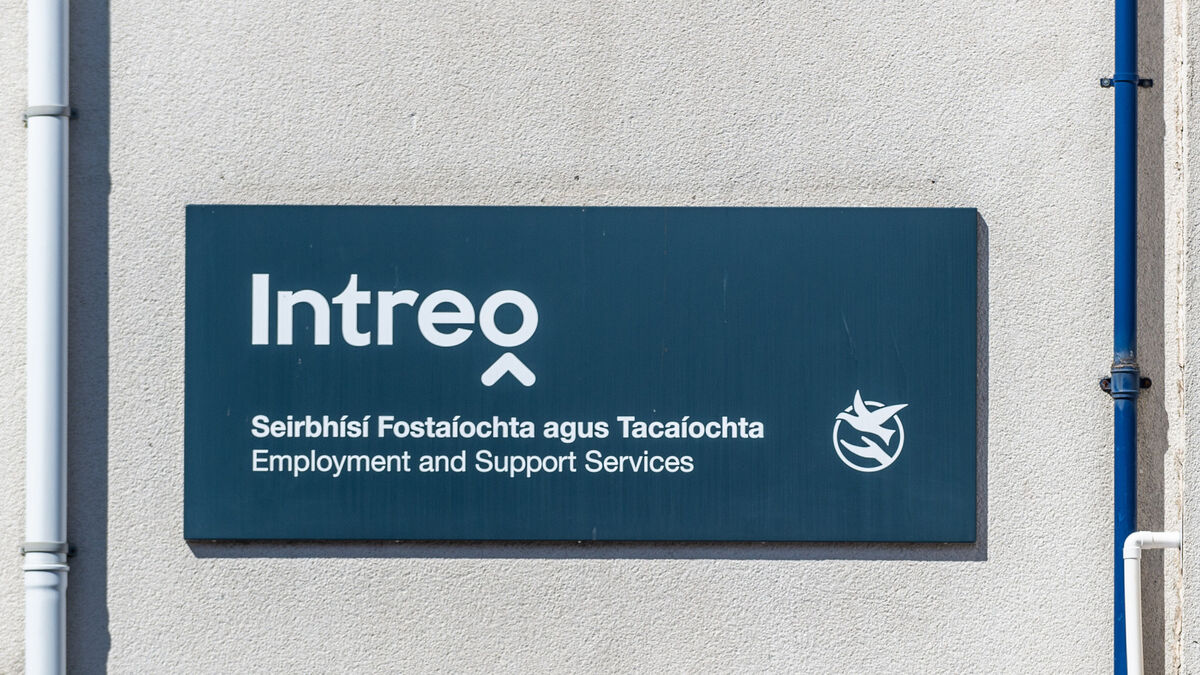 Intreo
Seirbhísí Fostaíochta agus Tacaíochta
Employment and Support Services